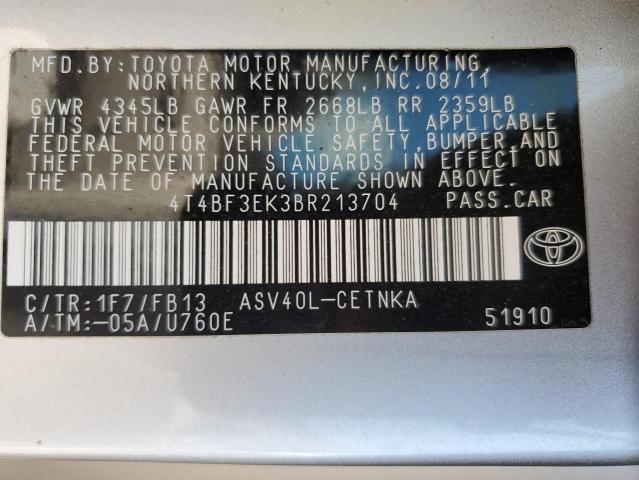 MFD.BY:TOYOTA MOTOR MANUFACTURING,
NORTHERN KENTUCKY,INC.08/11
GVWR 4345LB GAWR FR 2668LB RR 2359LB
THIS VEHICLE CONFORMS TO ALL APPLICABLE
FEDERAL MOTOR VEHICLE SAFETY,BUMPER,AND
THEFT PREVENTION STANDARDS IN EFFECT ON
THE DATE OF MANUFACTURE SHOWN ABOVE.
4T4BF3EK3BR213704 PASS.CAR
C/TR:1F7/FB13 ASV40L-CETNKA
A/TM:-05A/U760E 51910